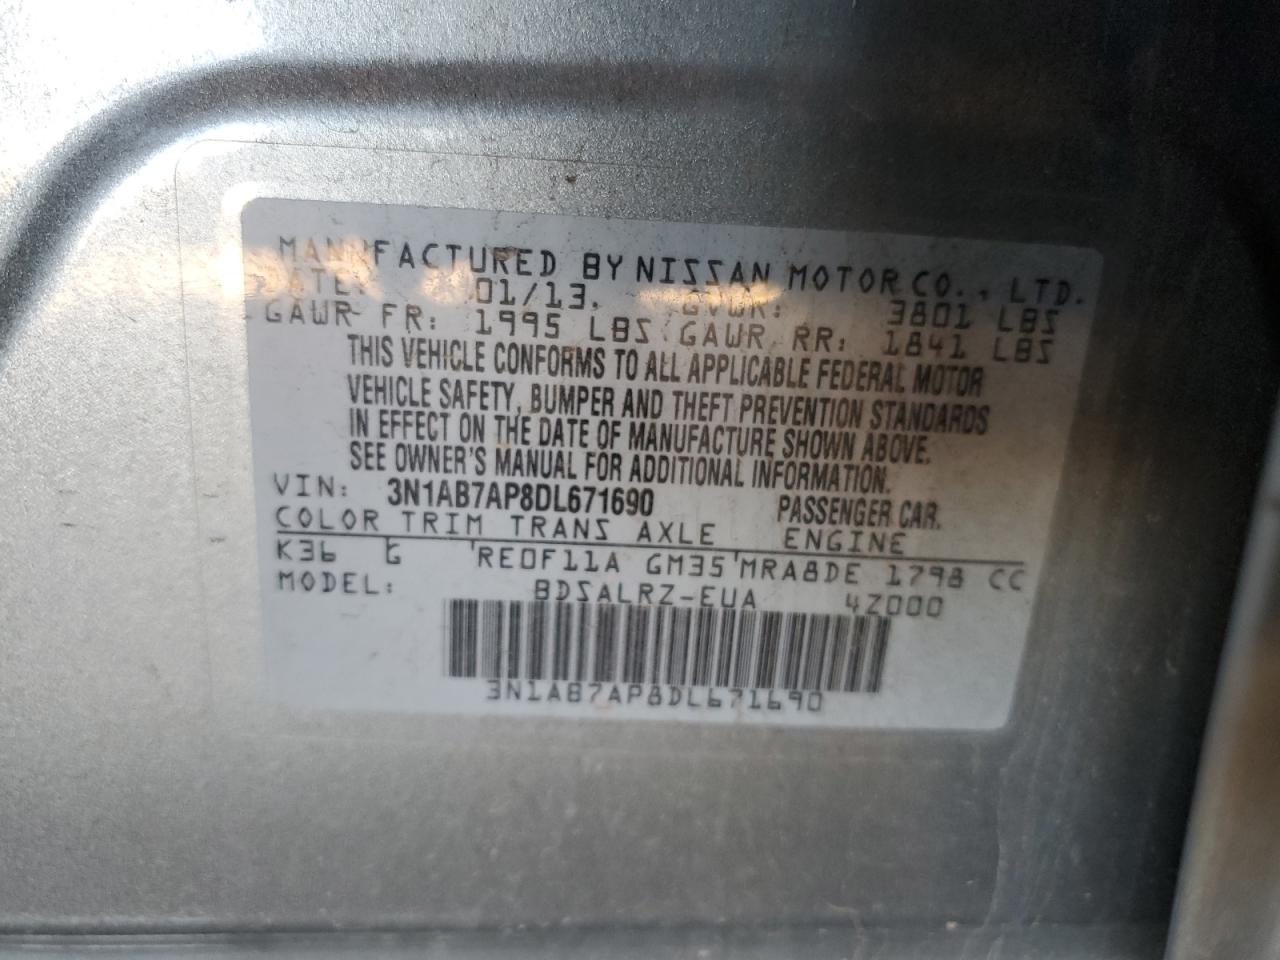 MANUFACTURED BY NISSAN MOTOR CO., LTD.
DATE: 01/13. GVWR: 3801 LBS
GAWR FR: 1995 LBS GAWR RR: 1841 LBS
THIS VEHICLE CONFORMS TO ALL APPLICABLE FEDERAL MOTOR
VEHICLE SAFETY, BUMPER AND THEFT PREVENTION STANDARDS
IN EFFECT ON THE DATE OF MANUFACTURE SHOWN ABOVE.
SEE OWNER'S MANUAL FOR ADDITIONAL INFORMATION.
VIN: 3N1AB7AP8DL671690 PASSENGER CAR.
COLOR TRIM TRANS AXLE ENGINE
K36 G RE0F11A GM35 MRA8DE 1798 CC
MODEL: BDSALRZ-EUA 4Z000
3N1AB7AP8DL671690